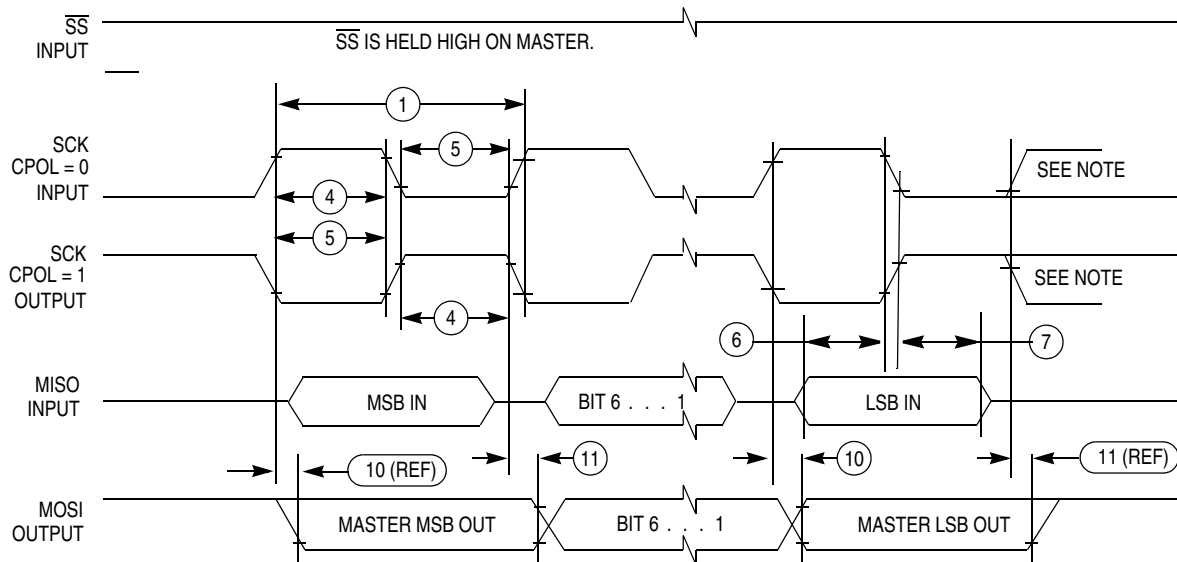 SS
INPUT
SS IS HELD HIGH ON MASTER.
1
SCK
CPOL = 0
INPUT
5
SEE NOTE
4
5
SCK
CPOL = 1
OUTPUT
SEE NOTE
4
6
7
MISO
INPUT
MSB IN
BIT 6 . . . 1
LSB IN
10 (REF)
11
10
11 (REF)
MOSI
OUTPUT
MASTER MSB OUT
BIT 6 . . . 1
MASTER LSB OUT